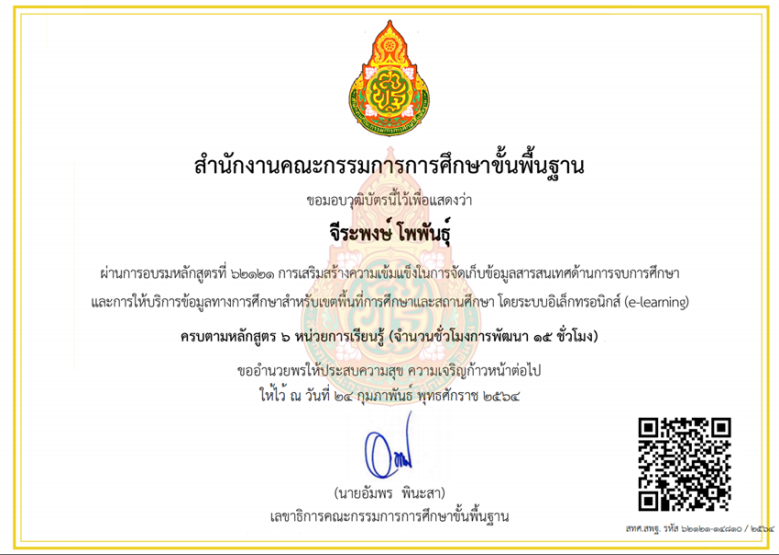 สำนักงานคณะกรรมการการศึกษาขั้นพื้นฐาน
ขอมอบวุฒิบัตรนี้ไว้เพื่อแสดงว่า
จีระพงษ์ โพพันธุ์
ผ่านการอบรมหลักสูตรที่ ๖๒๑๒๑ การเสริมสร้างความเข้มแข็งในการจัดเก็บข้อมูลสารสนเทศด้านการจบการศึกษา
และการให้บริการข้อมูลทางการศึกษาสำหรับเขตพื้นที่การศึกษาและสถานศึกษา โดยระบบอิเล็กทรอนิกส์ (e-learning)
ครบตามหลักสูตร ๖ หน่วยการเรียนรู้ (จำนวนชั่วโมงการพัฒนา ๑๕ ชั่วโมง)
ขออำนวยพรให้ประสบความสุข ความเจริญก้าวหน้าต่อไป
ให้ไว้ ณ วันที่ ๒๔ กุมภาพันธ์ พุทธศักราช ๒๕๖๔
(นายอัมพร พินะสา)
เลขาธิการคณะกรรมการการศึกษาขั้นพื้นฐาน
สทศ.สพฐ. รหัส ๖๒๑๒๑-๑๔๘๑๐ / ๒๕๖๔